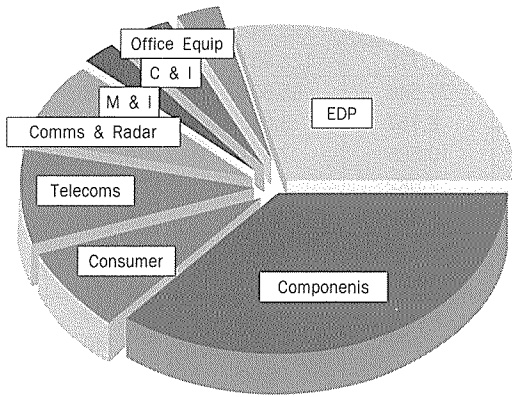 Office Equip
C & I
M & I
Comms & Radar
Telecoms
Consumer
EDP
Componenis